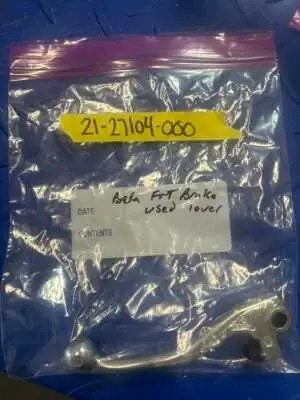 21-27104-000
Beta FrT Brake
DATE used lever
CONTENTS